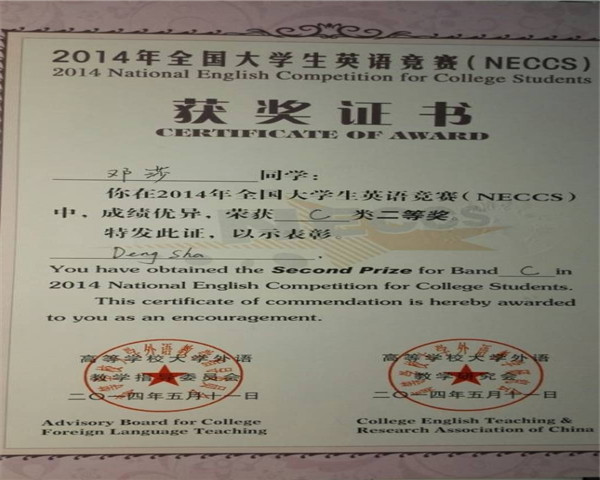 2014年全国大学生英语竞赛(NECCS)
2014 National English Competition for College Students
获奖证书
CERTIFICATE OF AWARD
邓莎 同学:
你在2014年全国大学生英语竞赛(NECCS)
中，成绩优异，荣获 C 类二等奖
特发此证，以示表彰.
Deng Sha .
You have obtained the Second Prize for Band C in
2014 National English Competition for College Students.
This certificate of commendation is hereby awarded
to you as an encouragement.
高等学校大学外语
教学指导委员会
二〇一四年五月十一日
Advisory Board for College
Foreign Language Teaching
高等学校大学外语
教学研究会
二〇一四年五月十一日
College English Teaching &
Research Association of China